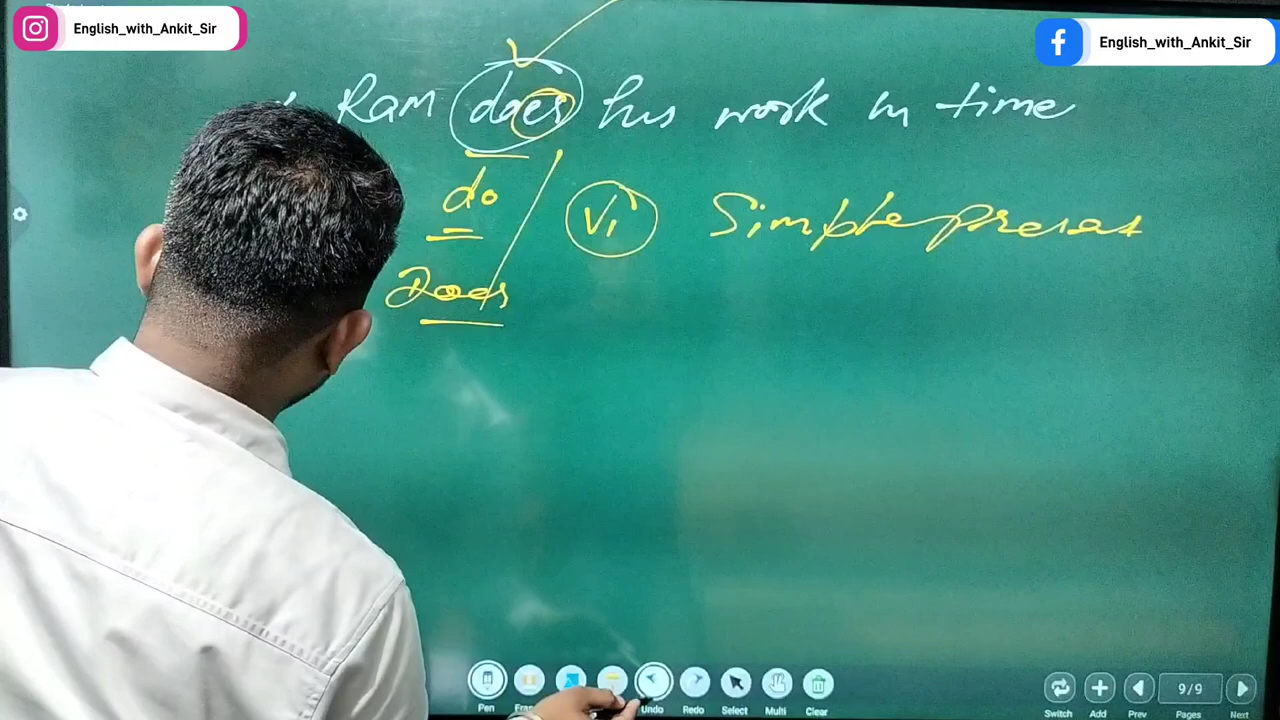 English_with_Ankit_Sir
English_with_Ankit_Sir
Ram does his work in time
do
V1 Simple present
Does
Pen
Undo
Redo
Select
Multi
Clear
Switch
Add
Prev
9/9
Pages
Next